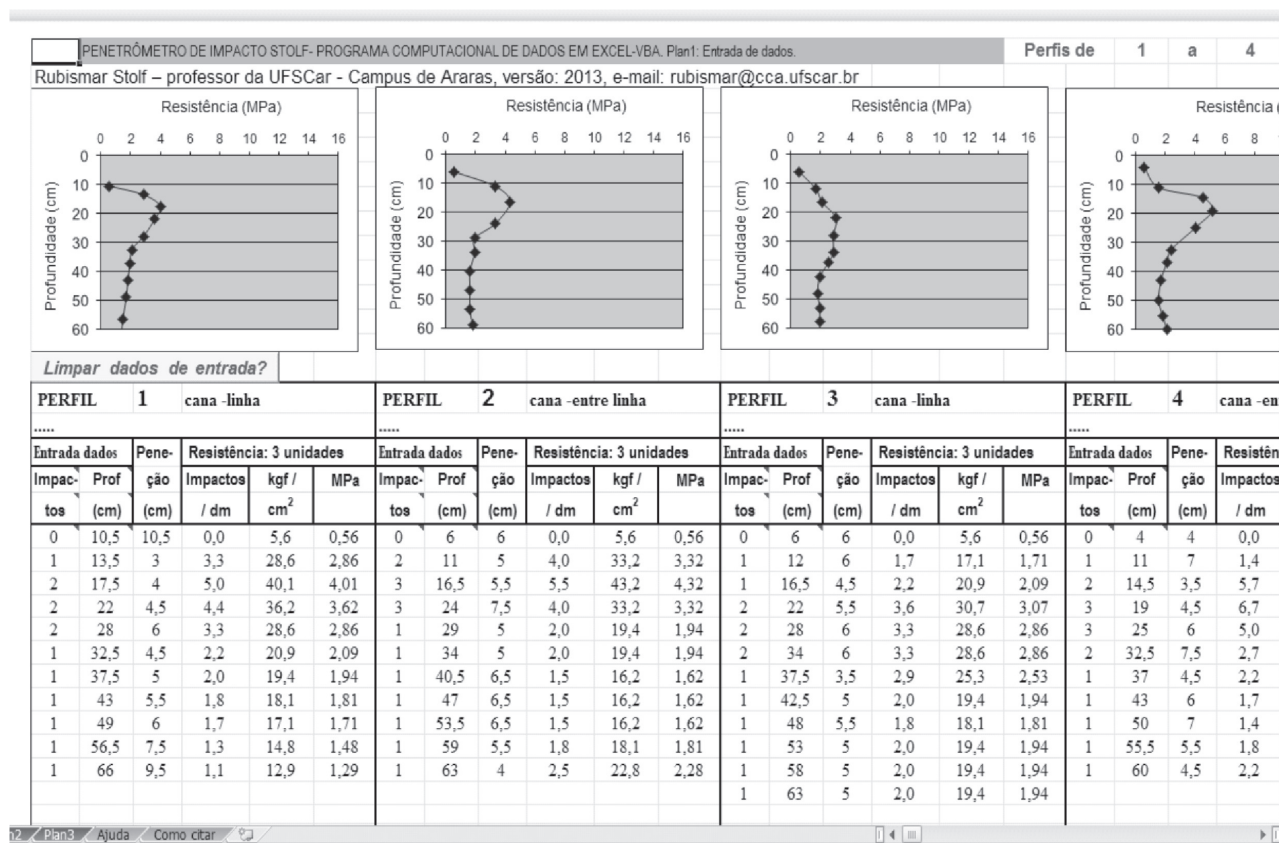 PENETRÔMETRO DE IMPACTO STOLF- PROGRAMA COMPUTACIONAL DE DADOS EM EXCEL-VBA. Plan1: Entrada de dados. Perfis de 1 a 4
Rubismar Stolf – professor da UFSCar - Campus de Araras, versão: 2013, e-mail: rubismar@cca.ufscar.br
Resistência (MPa) Resistência (MPa) Resistência (MPa) Resistência (
0 2 4 6 8 10 12 14 16 0 2 4 6 8 10 12 14 16 0 2 4 6 8 10 12 14 16 0 2 4 6 8
0 0 0 0
10 10 10 10
20 20 20 20
30 30 30 30
40 40 40 40
50 50 50 50
60 60 60 60
Profundidade (cm) Profundidade (cm) Profundidade (cm) Profundidade (cm)
Limpar dados de entrada?
PERFIL 1 cana -linha PERFIL 2 cana -entre linha PERFIL 3 cana -linha PERFIL 4 cana -en
..... ..... ..... .....
Entrada dados Pene- Resistência: 3 unidades Entrada dados Pene- Resistência: 3 unidades Entrada dados Pene- Resistência: 3 unidades Entrada dados Pene- Resistên
Impac- Prof ção Impactos kgf / MPa Impac- Prof ção Impactos kgf / MPa Impac- Prof ção Impactos kgf / MPa Impac- Prof ção Impactos
tos (cm) (cm) / dm cm² tos (cm) (cm) / dm cm² tos (cm) (cm) / dm cm² tos (cm) (cm) / dm
0 10,5 10,5 0,0 5,6 0,56 0 6 6 0,0 5,6 0,56 0 6 6 0,0 5,6 0,56 0 4 4 0,0
1 13,5 3 3,3 28,6 2,86 2 11 5 4,0 33,2 3,32 1 12 6 1,7 17,1 1,71 1 11 7 1,4
2 17,5 4 5,0 40,1 4,01 3 16,5 5,5 5,5 43,2 4,32 1 16,5 4,5 2,2 20,9 2,09 2 14,5 3,5 5,7
2 22 4,5 4,4 36,2 3,62 3 24 7,5 4,0 33,2 3,32 2 22 5,5 3,6 30,7 3,07 3 19 4,5 6,7
2 28 6 3,3 28,6 2,86 1 29 5 2,0 19,4 1,94 2 28 6 3,3 28,6 2,86 3 25 6 5,0
1 32,5 4,5 2,2 20,9 2,09 1 34 5 2,0 19,4 1,94 2 34 6 3,3 28,6 2,86 2 32,5 7,5 2,7
1 37,5 5 2,0 19,4 1,94 1 40,5 6,5 1,5 16,2 1,62 1 37,5 3,5 2,9 25,3 2,53 1 37 4,5 2,2
1 43 5,5 1,8 18,1 1,81 1 47 6,5 1,5 16,2 1,62 1 42,5 5 2,0 19,4 1,94 1 43 6 1,7
1 49 6 1,7 17,1 1,71 1 53,5 6,5 1,5 16,2 1,62 1 48 5,5 1,8 18,1 1,81 1 50 7 1,4
1 56,5 7,5 1,3 14,8 1,48 1 59 5,5 1,8 18,1 1,81 1 53 5 2,0 19,4 1,94 1 55,5 5,5 1,8
1 66 9,5 1,1 12,9 1,29 1 63 4 2,5 22,8 2,28 1 58 5 2,0 19,4 1,94 1 60 4,5 2,2
1 63 5 2,0 19,4 1,94
n2 Plan3 Ajuda Como citar